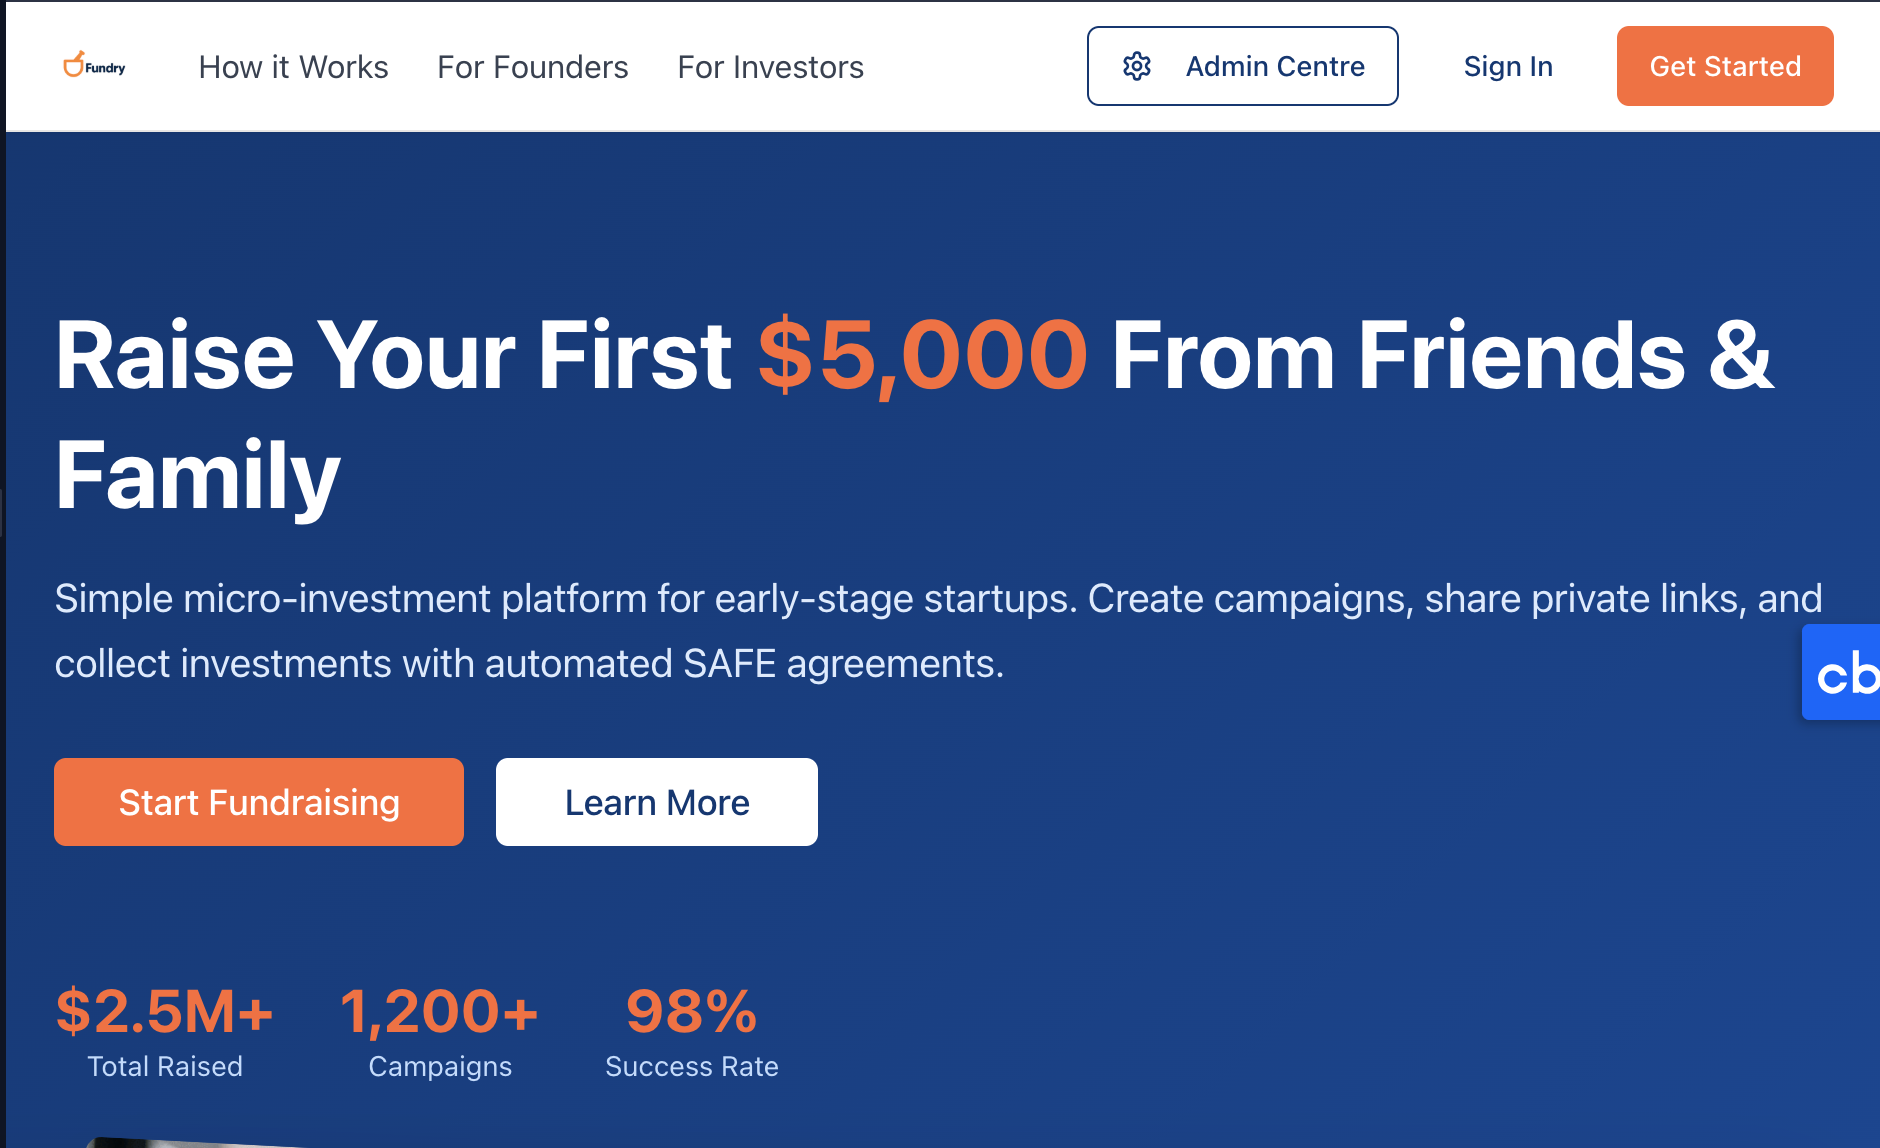 Fundry
How it Works
For Founders
For Investors
Admin Centre
Sign In
Get Started
Raise Your First $5,000 From Friends &
Family
Simple micro-investment platform for early-stage startups. Create campaigns, share private links, and
collect investments with automated SAFE agreements.
cb
Start Fundraising
Learn More
$2.5M+
Total Raised
1,200+
Campaigns
98%
Success Rate